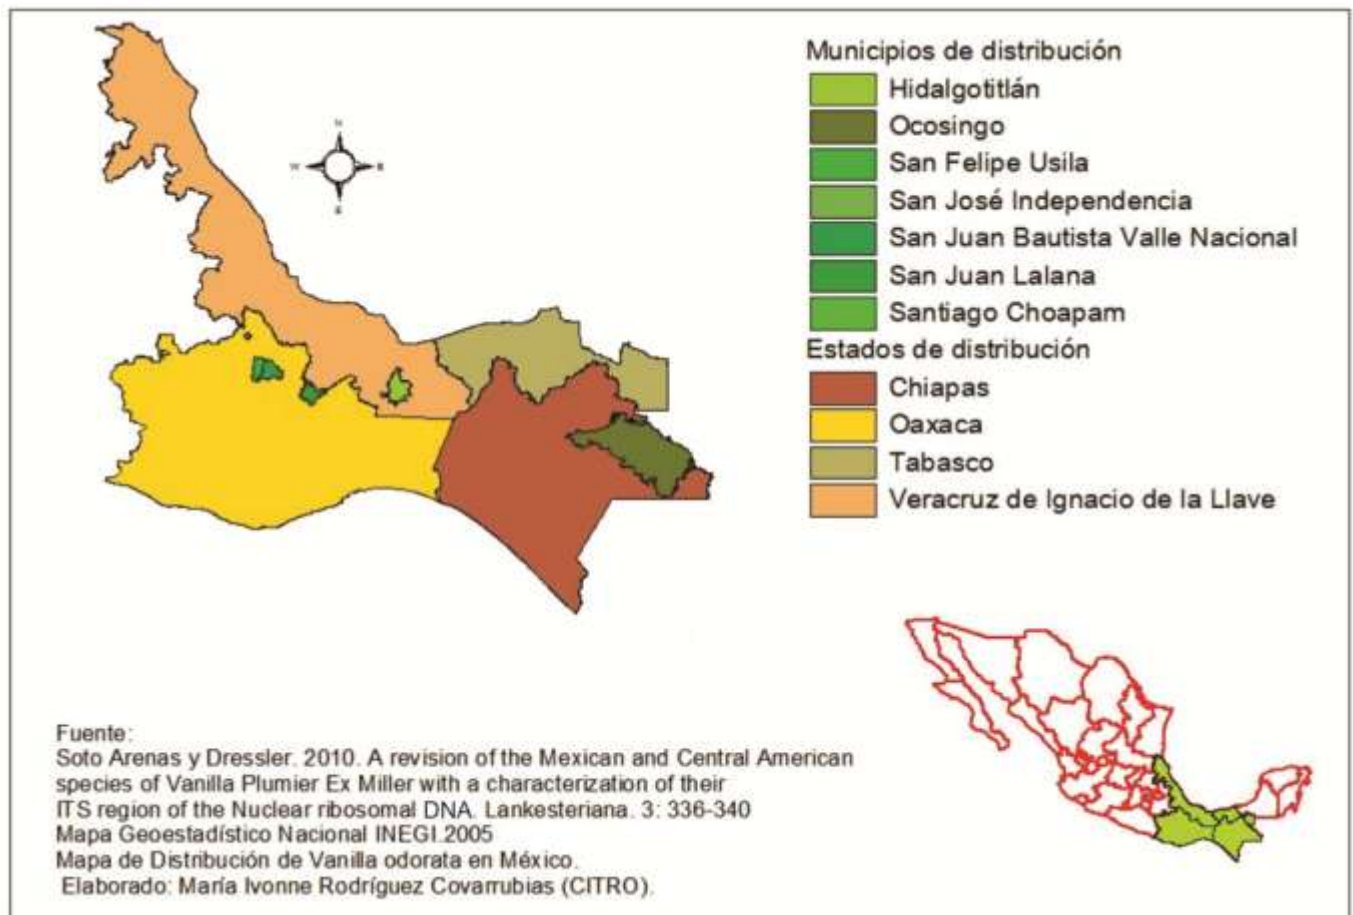 Municipios de distribución
Hidalgotitlán
Ocosingo
San Felipe Usila
San José Independencia
San Juan Bautista Valle Nacional
San Juan Lalana
Santiago Choapam
Estados de distribución
Chiapas
Oaxaca
Tabasco
Veracruz de Ignacio de la Llave
N
W
Fuente:
Soto Arenas y Dressler. 2010. A revision of the Mexican and Central American
species of Vanilla Plumier Ex Miller with a characterization of their
ITS region of the Nuclear ribosomal DNA. Lankesteriana. 3: 336-340
Mapa Geoestadístico Nacional INEGI.2005
Mapa de Distribución de Vanilla odorata en México.
Elaborado: María Ivonne Rodríguez Covarrubias (CITRO).